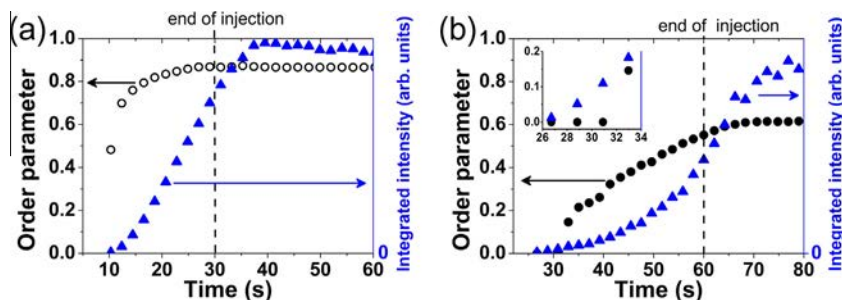 end of injection
(a)
1.0
0.8
0.6
0.4
0.2
0.0
Order parameter
10 20 30 40 50 60
Time (s)
0
Integrated intensity (arb. units)
end of injection
(b)
1.0
0.8
0.6
0.4
0.2
0.0
Order parameter
0.2
0.1
0.0
26 28 30 32 34
40 60 80
Time (s)
0
Integrated intensity (arb. units)